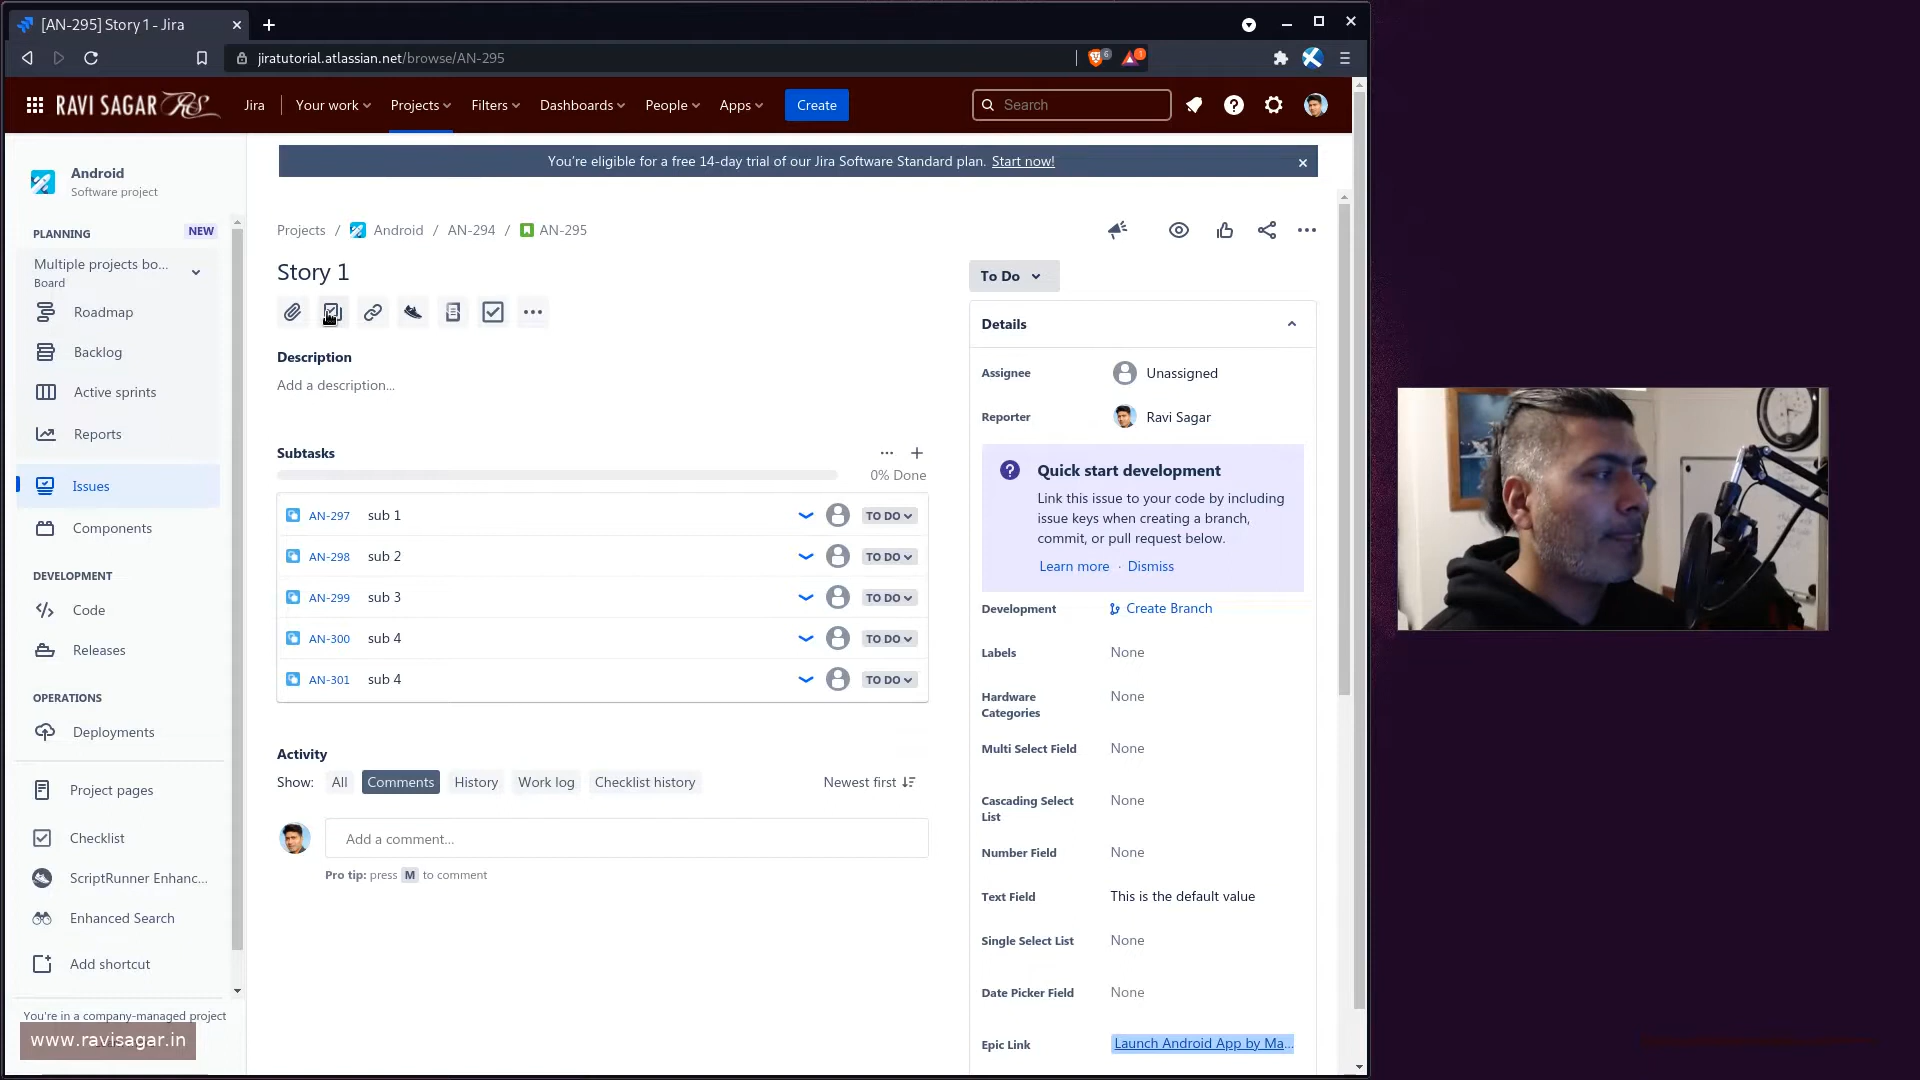 [AN-295] Story 1 - Jira
jiratutorial.atlassian.net/browse/AN-295
6
1
RAVI SAGAR RS
Jira
Your work
Projects
Filters
Dashboards
People
Apps
Create
Search
Android
Software project
PLANNING
NEW
Multiple projects bo...
Board
Roadmap
Backlog
Active sprints
Reports
Issues
Components
DEVELOPMENT
Code
Releases
OPERATIONS
Deployments
Project pages
Checklist
ScriptRunner Enhanc...
Enhanced Search
Add shortcut
You're in a company-managed project
www.ravisagar.in
You're eligible for a free 14-day trial of our Jira Software Standard plan. Start now!
Projects / Android / AN-294 / AN-295
Story 1
Description
Add a description...
Subtasks
0% Done
AN-297 sub 1 TO DO
AN-298 sub 2 TO DO
AN-299 sub 3 TO DO
AN-300 sub 4 TO DO
AN-301 sub 4 TO DO
Activity
Show: All Comments History Work log Checklist history Newest first
Add a comment...
Pro tip: press M to comment
To Do
Details
Assignee Unassigned
Reporter Ravi Sagar
Quick start development
Link this issue to your code by including
issue keys when creating a branch,
commit, or pull request below.
Learn more · Dismiss
Development Create Branch
Labels None
Hardware Categories None
Multi Select Field None
Cascading Select List None
Number Field None
Text Field This is the default value
Single Select List None
Date Picker Field None
Epic Link Launch Android App by Ma...